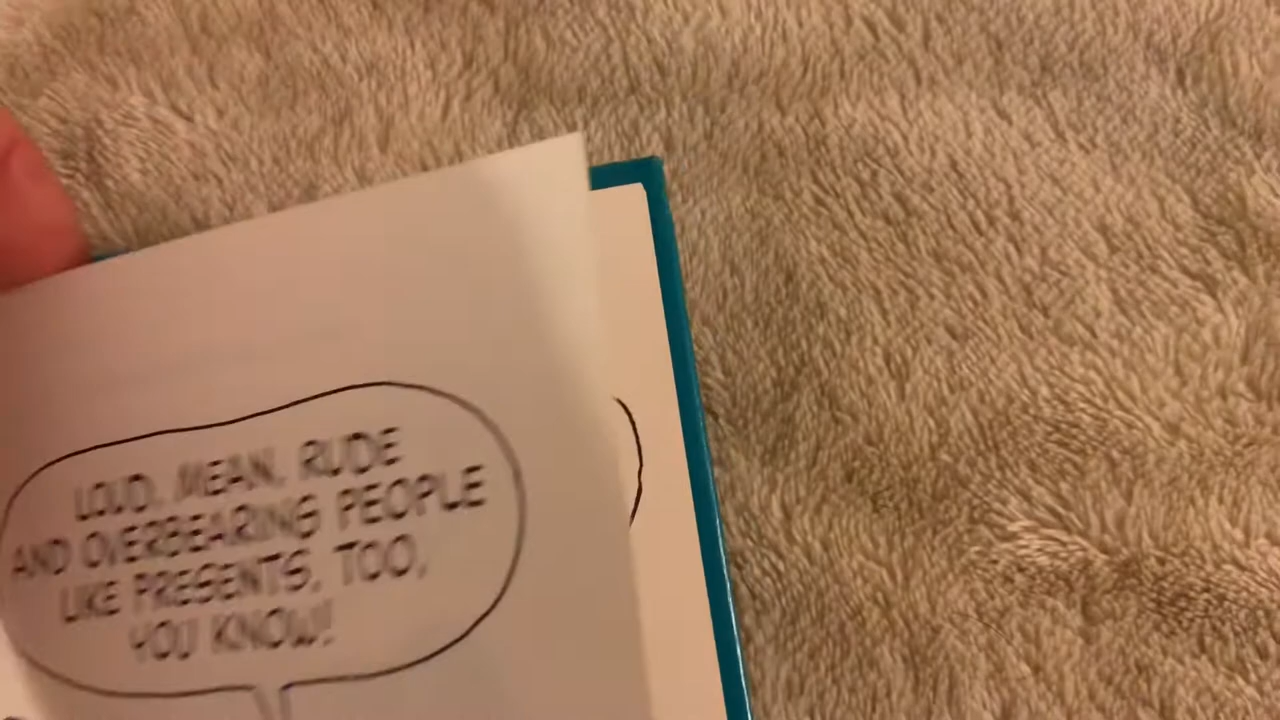 LOUD, MEAN, RUDE
AND OVERBEARING PEOPLE
LIKE PRESENTS, TOO,
YOU KNOW!